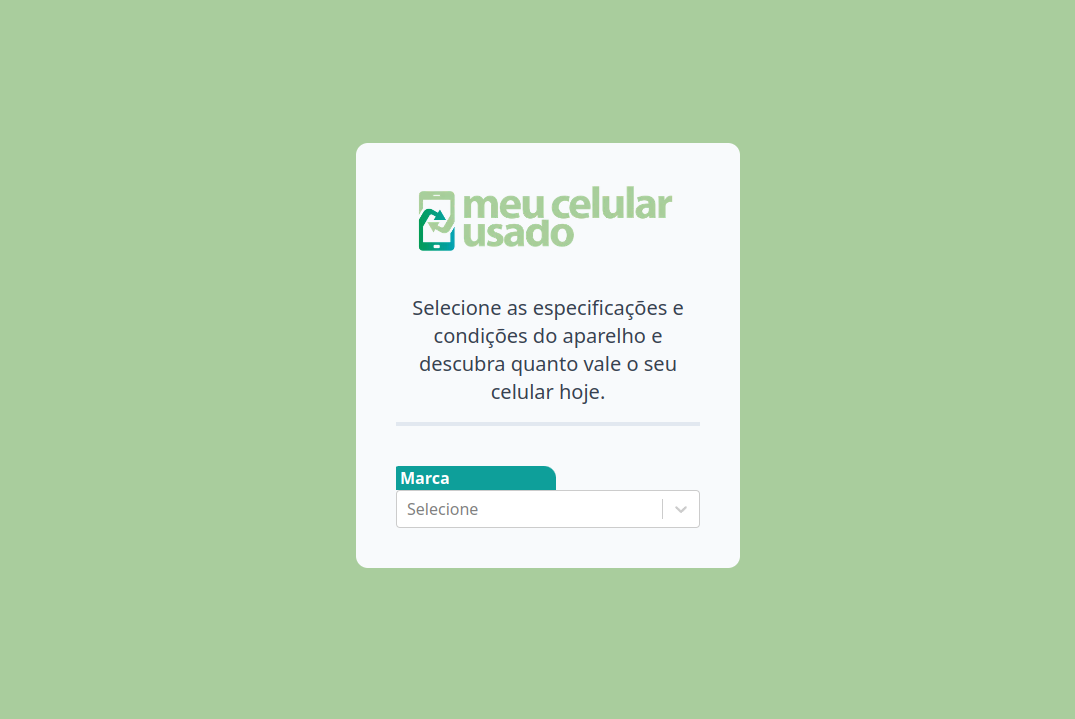 meu celular
usado
Selecione as especificações e
condições do aparelho e
descubra quanto vale o seu
celular hoje.
Marca
Selecione